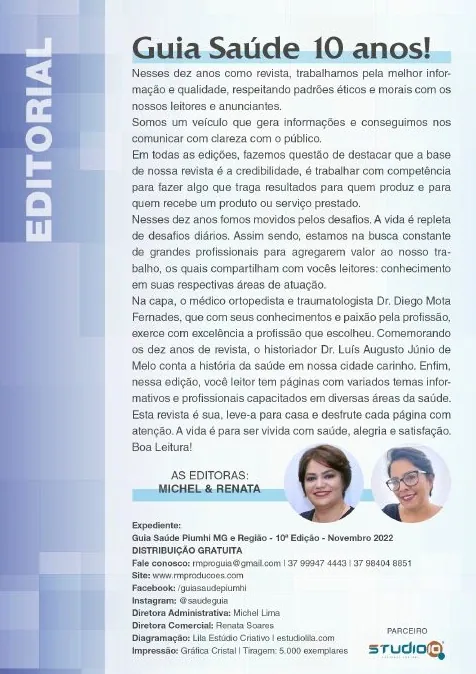 EDITORIAL
Guia Saúde 10 anos!
Nesses dez anos como revista, trabalhamos pela melhor infor-
mação e qualidade, respeitando padrões éticos e morais com os
nossos leitores e anunciantes.
Somos um veículo que gera informações e conseguimos nos
comunicar com clareza com o público.
Em todas as edições, fazemos questão de destacar que a base
de nossa revista é a credibilidade, é trabalhar com competência
para fazer algo que traga resultados para quem produz e para
quem recebe um produto ou serviço prestado.
Nesses dez anos fomos movidos pelos desafios. A vida é repleta
de desafios diários. Assim sendo, estamos na busca constante
de grandes profissionais para agregarem valor ao nosso tra-
balho, os quais compartilham com vocês leitores: conhecimento
em suas respectivas áreas de atuação.
Na capa, o médico ortopedista e traumatologista Dr. Diego Mota
Fernades, que com seus conhecimentos e paixão pela profissão,
exerce com excelência a profissão que escolheu. Comemorando
os dez anos de revista, o historiador Dr. Luís Augusto Júnio de
Melo conta a história da saúde em nossa cidade carinho. Enfim,
nessa edição, você leitor tem páginas com variados temas infor-
mativos e profissionais capacitados em diversas áreas da saúde.
Esta revista é sua, leve-a para casa e desfrute cada página com
atenção. A vida é para ser vivida com saúde, alegria e satisfação.
Boa Leitura!
AS EDITORAS:
MICHEL & RENATA
Expediente:
Guia Saúde Piumhi MG e Região - 10ª Edição - Novembro 2022
DISTRIBUIÇÃO GRATUITA
Fale conosco: rmproguia@gmail.com | 37 99947 4443 | 37 98404 8851
Site: www.rmproducoes.com
Facebook: /guiasaudepiumhi
Instagram: @saudeguia
Diretora Administrativa: Michel Lima
Diretora Comercial: Renata Soares
Diagramação: Lila Estúdio Criativo | estudiolila.com
Impressão: Gráfica Cristal | Tiragem: 5.000 exemplares
PARCEIRO
STUDIO10